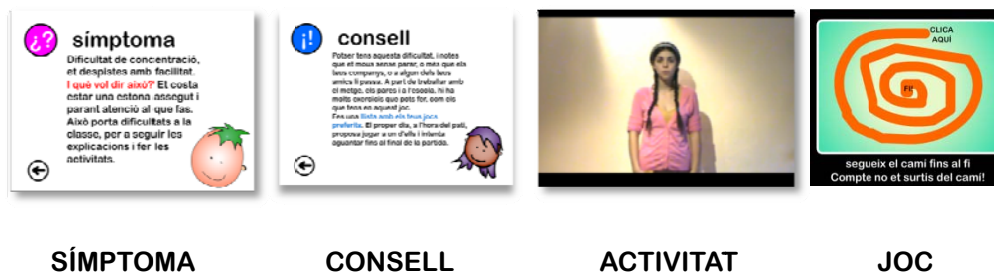 ¿?
símptoma
Dificultat de concentració,
et despistes amb facilitat.
I què vol dir això? Et costa
estar una estona assegut i
parant atenció al que fas.
Això porta dificultats a la
classe, per a seguir les
explicacions i fer les
activitats.
¡!
consell
Potser tens aquesta dificultat, i notes
que et mous sense parar, o més que els
teus companys, o a algun dels teus
amics li passa. A part de treballar amb
el metge, els pares i a l'escola, hi ha
molts exercicis que pots fer, com els
que tens en aquest joc.
Fes una llista amb els teus jocs
preferits. El proper dia, a l'hora del pati,
proposa jugar a un d'ells i intenta
aguantar fins al final de la partida.
CLICA
AQUÍ
FI!
segueix el camí fins al fi
Compte no et surtis del camí!
SÍMPTOMA
CONSELL
ACTIVITAT
JOC